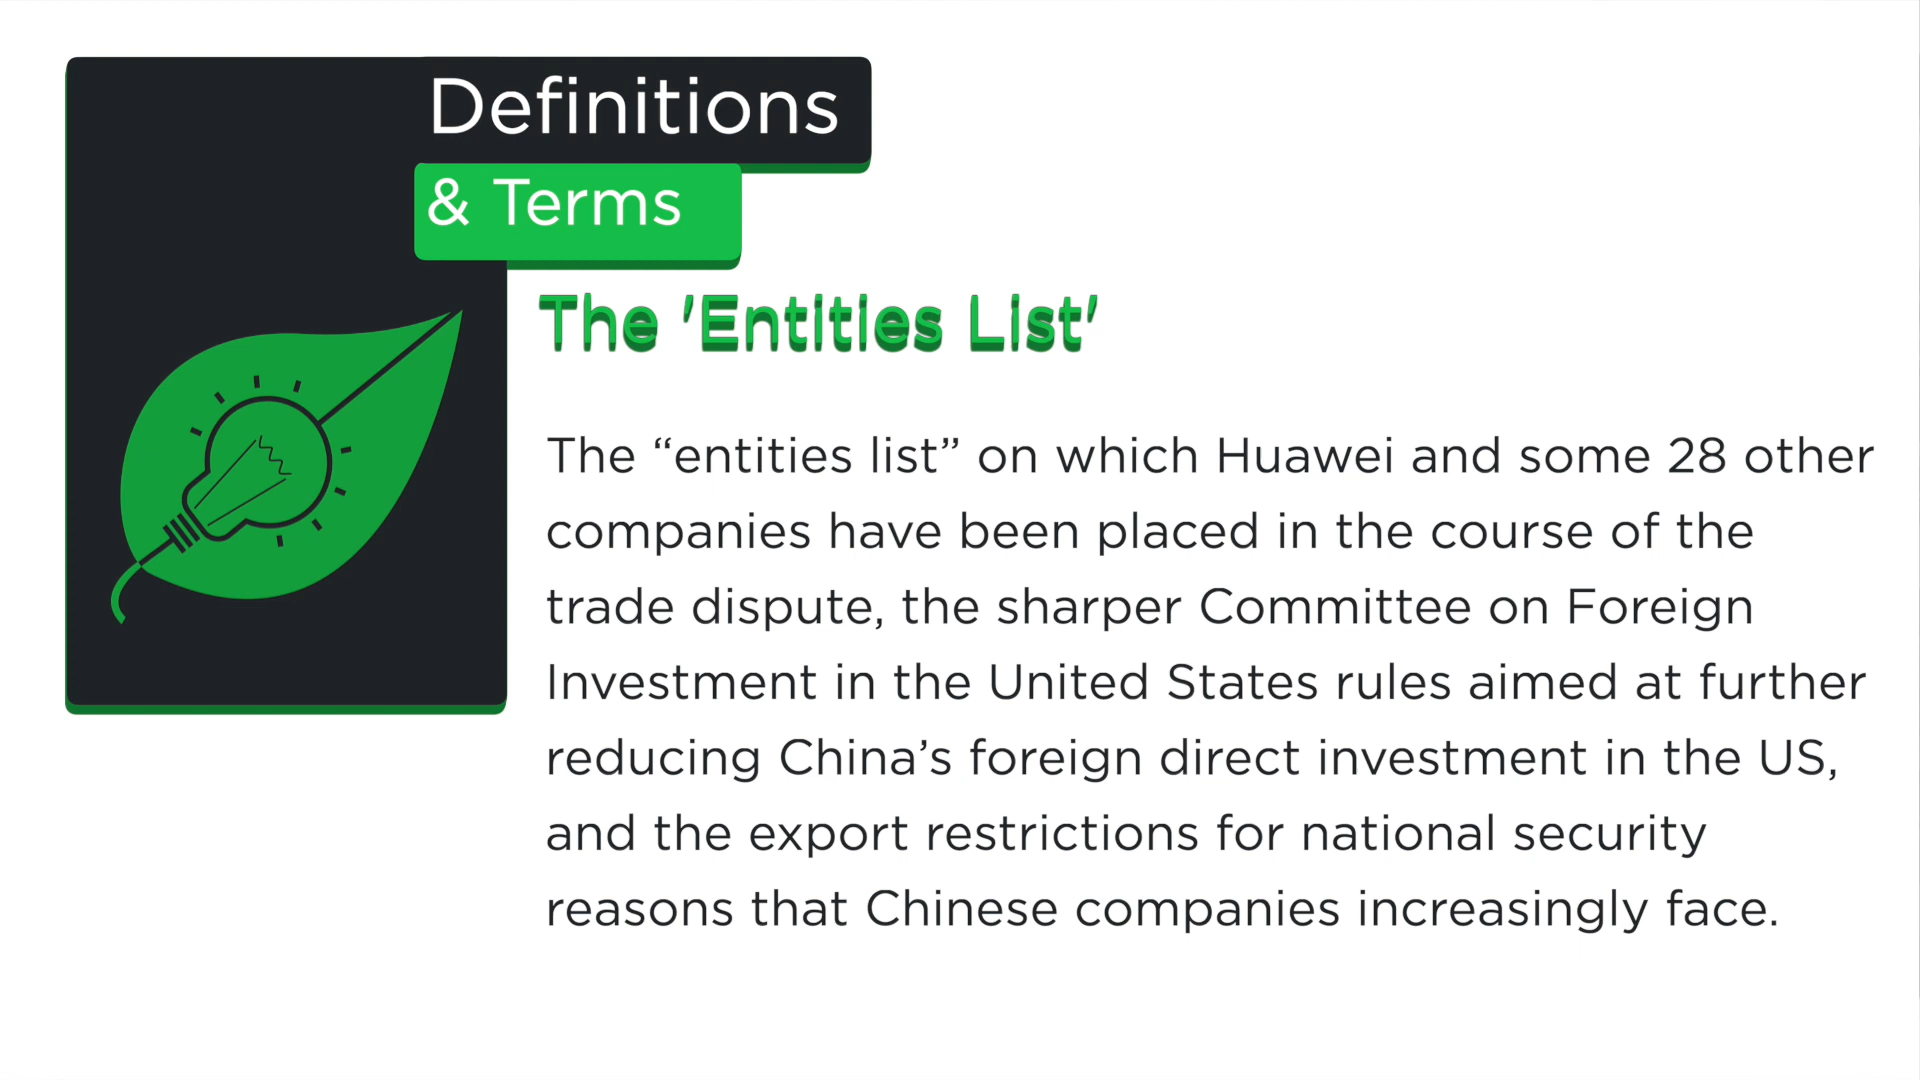 Definitions
& Terms
The 'Entities List'
The “entities list” on which Huawei and some 28 other
companies have been placed in the course of the
trade dispute, the sharper Committee on Foreign
Investment in the United States rules aimed at further
reducing China’s foreign direct investment in the US,
and the export restrictions for national security
reasons that Chinese companies increasingly face.